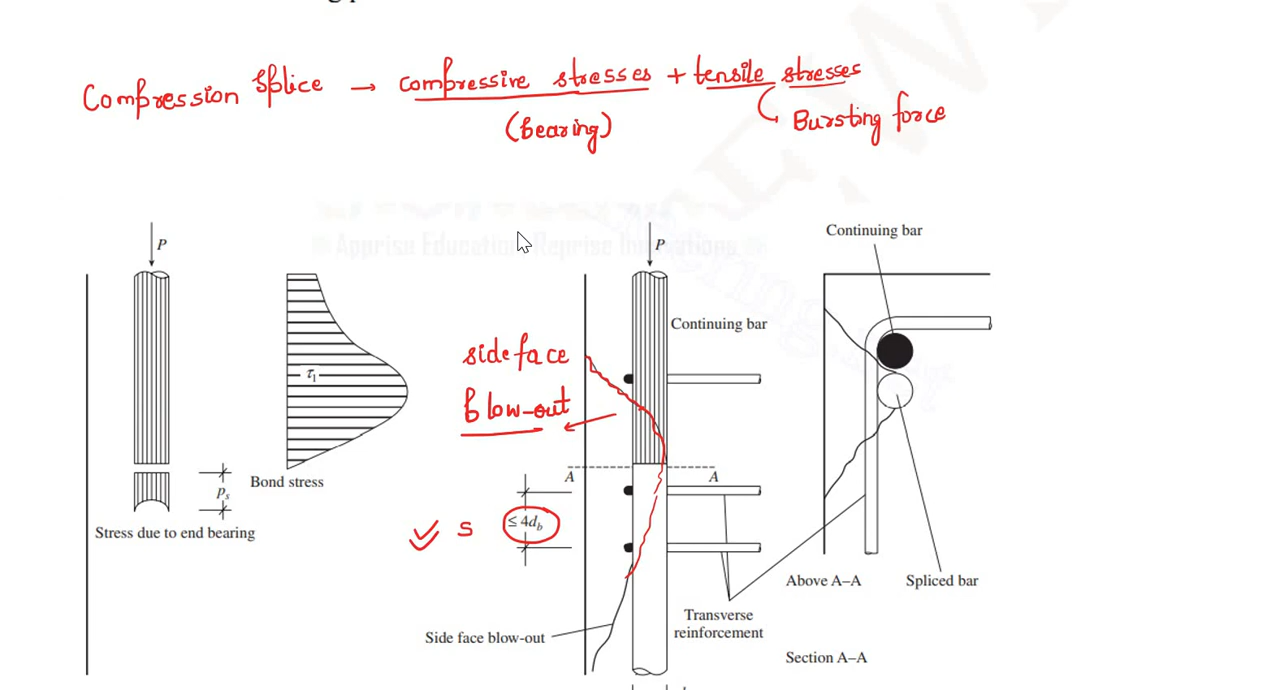 Compression Splice → compressive stresses + tensile stresses
(bearing)
Bursting force
P
P
Continuing bar
Continuing bar
side face
Blow-out
τ₁
A
A
Bond stress
pₛ
S ≤ 4d_b
Stress due to end bearing
Above A–A
Spliced bar
Transverse
reinforcement
Side face blow-out
Section A–A